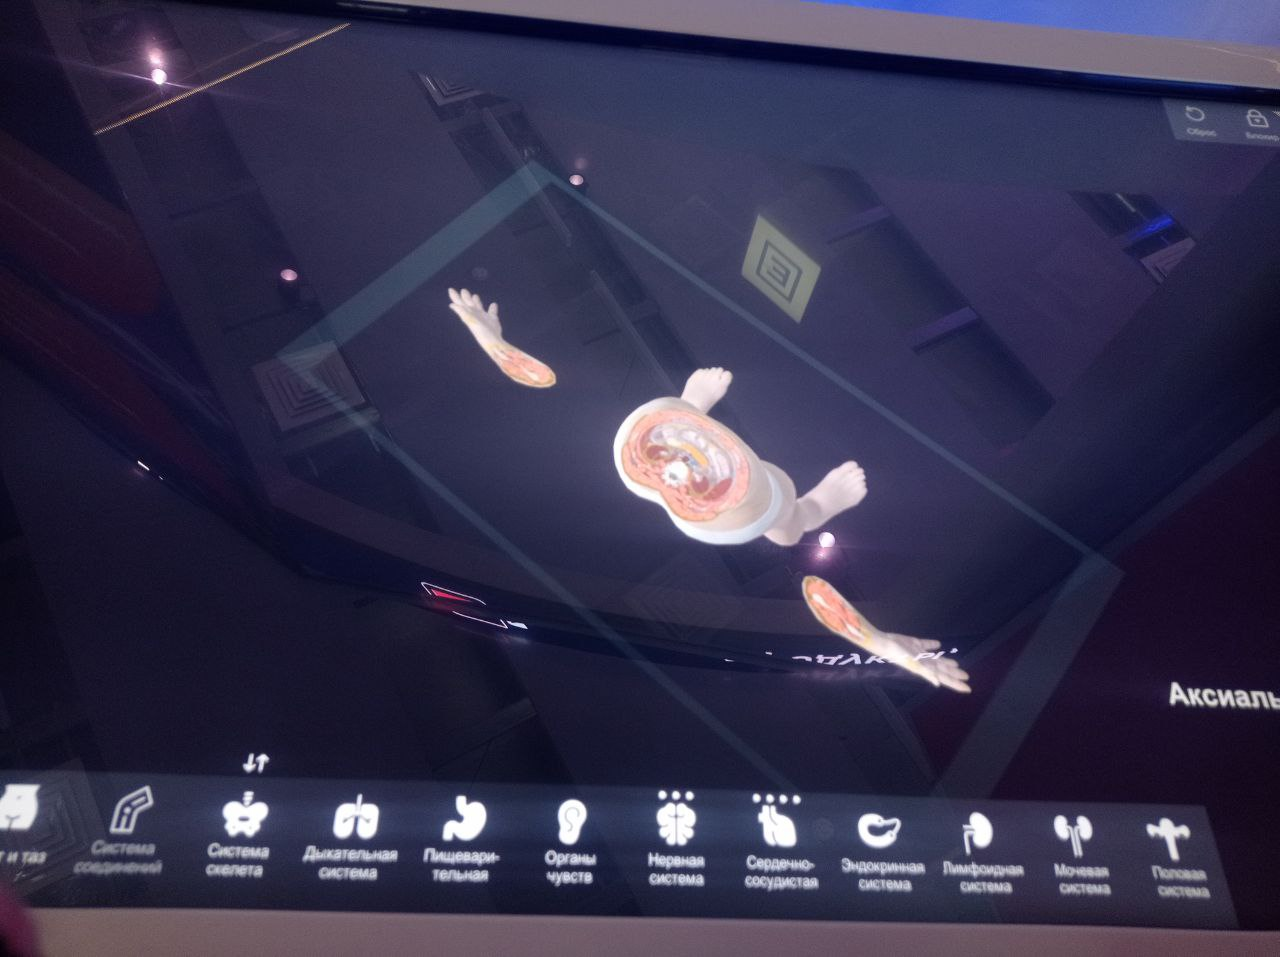 Сброс
Аксиаль
т и таз
Система
соединений
Система
скелета
Дыхательная
система
Пищевари-
тельная
Органы
чувств
Нервная
система
Сердечно-
сосудистая
Эндокринная
система
Лимфоидная
система
Мочевая
система
Половая
система